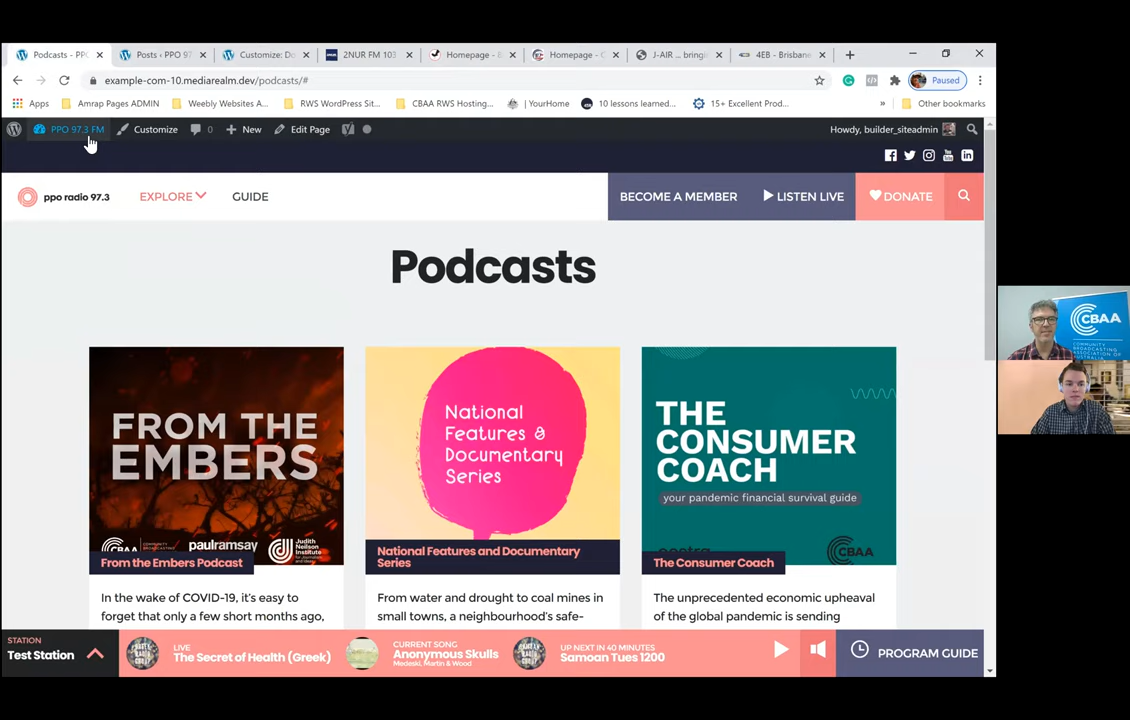 Podcasts - PPO
Posts ‹ PPO 97
Customize: Do
2NUR FM 103
Homepage -
Homepage -
J-AIR ... bringi
4EB - Brisbane
example-com-10.mediarealm.dev/podcasts/#
Paused
Apps
Amrap Pages ADMIN
Weebly Websites A...
RWS WordPress Sit...
CBAA RWS Hosting...
| YourHome
10 lessons learned...
15+ Excellent Prod...
»
Other bookmarks
PPO 97.3 FM
Customize
0
+ New
Edit Page
Howdy, builder_siteadmin
ppo radio 97.3
EXPLORE
GUIDE
BECOME A MEMBER
LISTEN LIVE
DONATE
Podcasts
FROM THE
EMBERS
paulramsay
Judith
Neilson
Institute
From the Embers Podcast
In the wake of COVID-19, it's easy to
forget that only a few short months ago,
National
Features &
Documentary
Series
National Features and Documentary
Series
From water and drought to coal mines in
small towns, a neighbourhood's safe-
THE
CONSUMER
COACH
your pandemic financial survival guide
CBAA
The Consumer Coach
The unprecedented economic upheaval
of the global pandemic is sending
CBAA
COMMUNITY
BROADCASTING
ASSOCIATION OF
AUSTRALIA
STATION
Test Station
LIVE
The Secret of Health (Greek)
CURRENT SONG
Anonymous Skulls
Medeski, Martin & Wood
UP NEXT IN 40 MINUTES
Samoan Tues 1200
PROGRAM GUIDE